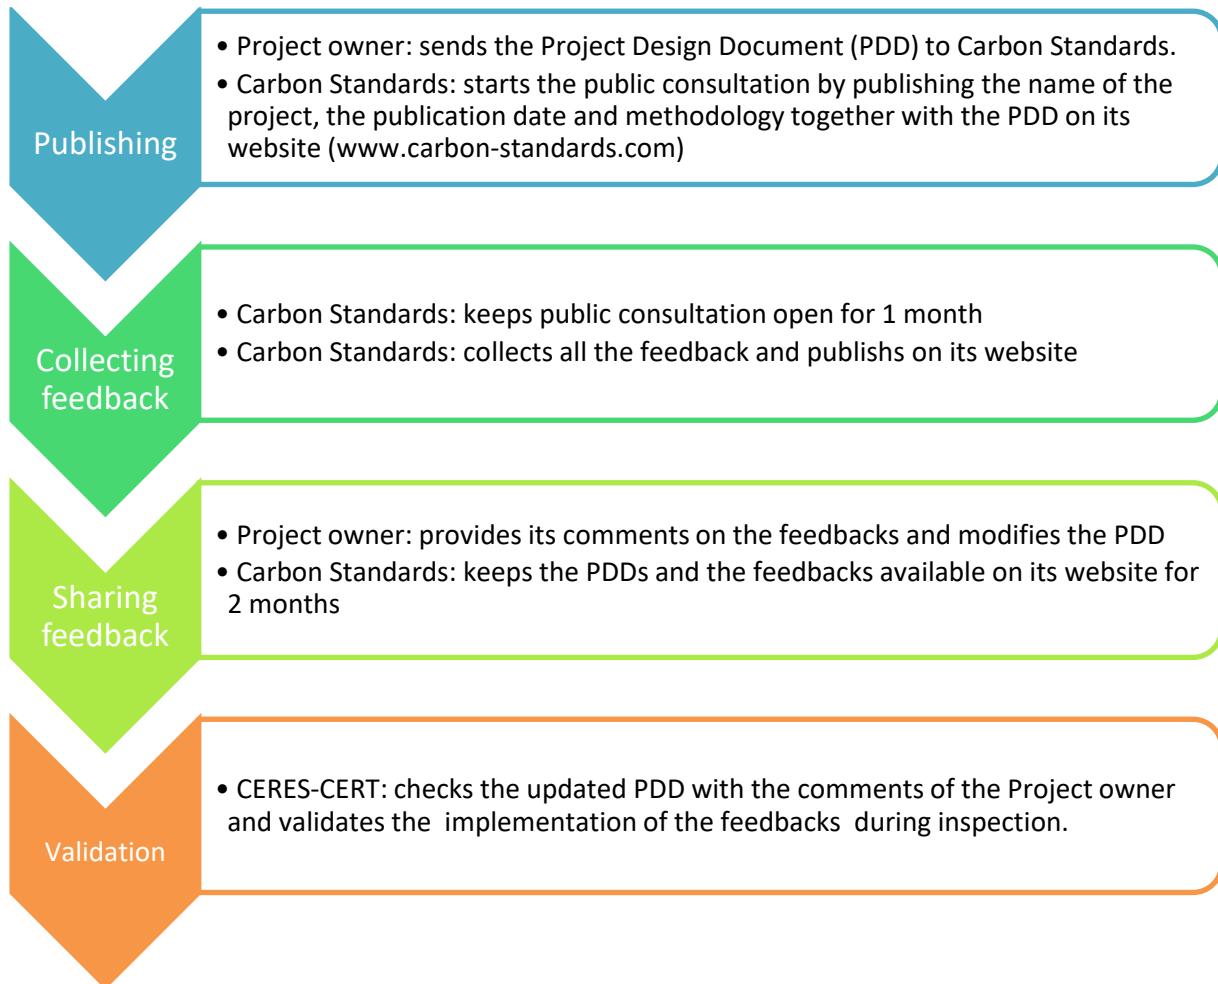 Publishing
• Project owner: sends the Project Design Document (PDD) to Carbon Standards.
• Carbon Standards: starts the public consultation by publishing the name of the
project, the publication date and methodology together with the PDD on its
website (www.carbon-standards.com)
Collecting
feedback
• Carbon Standards: keeps public consultation open for 1 month
• Carbon Standards: collects all the feedback and publishs on its website
Sharing
feedback
• Project owner: provides its comments on the feedbacks and modifies the PDD
• Carbon Standards: keeps the PDDs and the feedbacks available on its website for
2 months
Validation
• CERES-CERT: checks the updated PDD with the comments of the Project owner
and validates the  implementation of the feedbacks  during inspection.